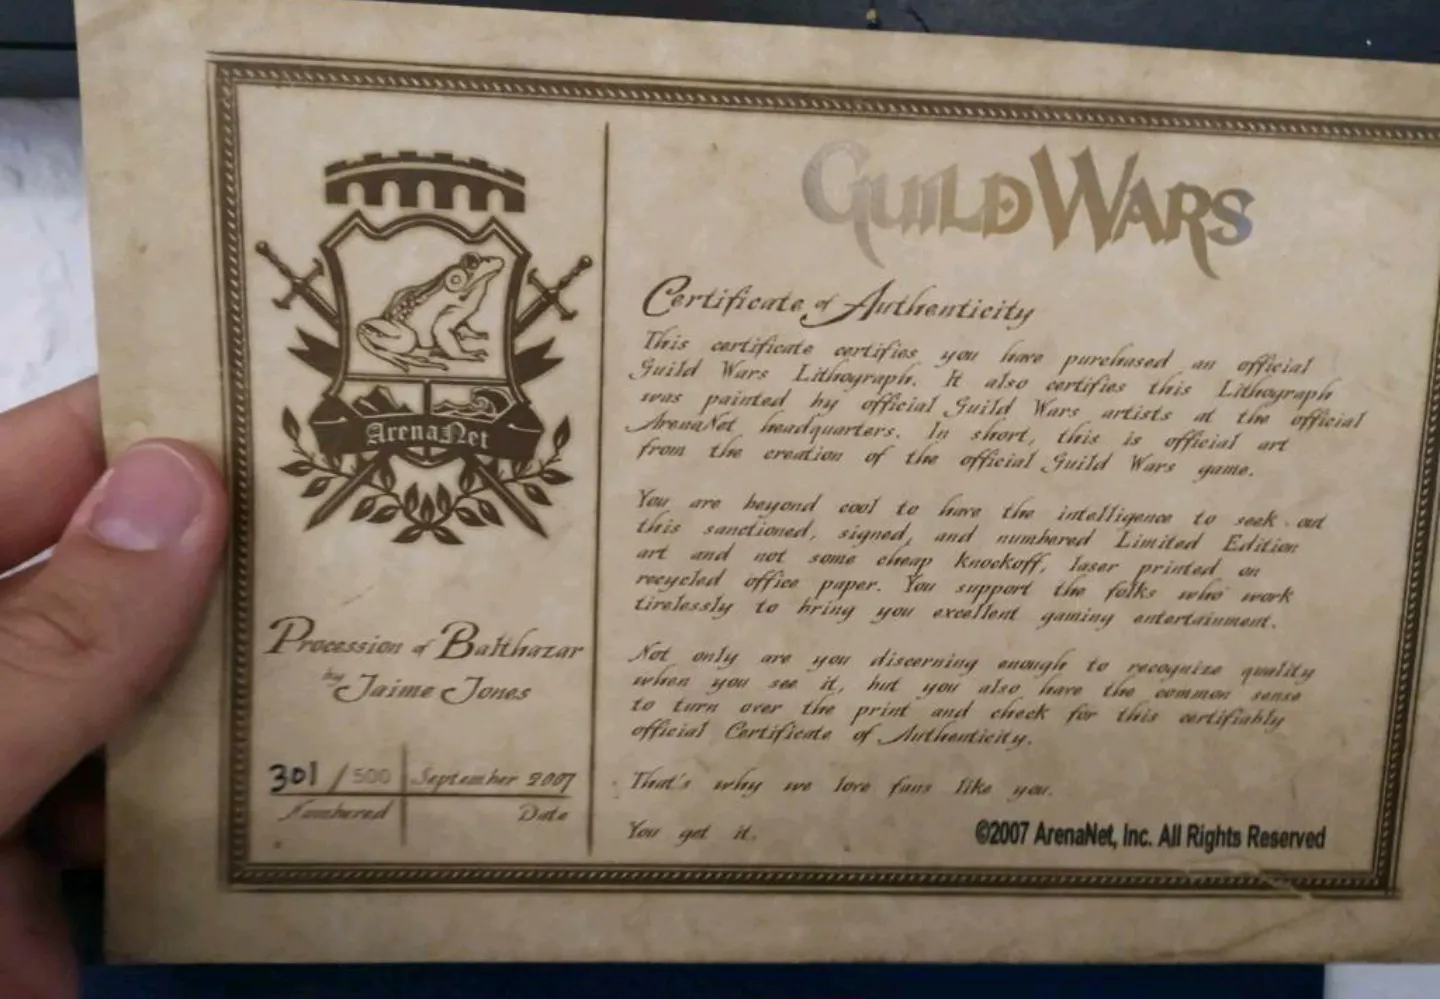 ArenaNet
Procession of Balthazar
by Jaime Jones
301 / 500 September 2007
Numbered Date
GUILD WARS
Certificate of Authenticity
This certificate certifies you have purchased an official
Guild Wars Lithograph. It also certifies this Lithograph
was painted by official Guild Wars artists at the official
ArenaNet headquarters. In short, this is official art
from the creation of the official Guild Wars game.
You are beyond cool to have the intelligence to seek out
this sanctioned, signed, and numbered Limited Edition
art and not some cheap knockoff, laser printed on
recycled office paper. You support the folks who work
tirelessly to bring you excellent gaming entertainment.
Not only are you discerning enough to recognize quality
when you see it, but you also have the common sense
to turn over the print and check for this certifiably
official Certificate of Authenticity.
That's why we love fans like you.
You get it.
©2007 ArenaNet, Inc. All Rights Reserved